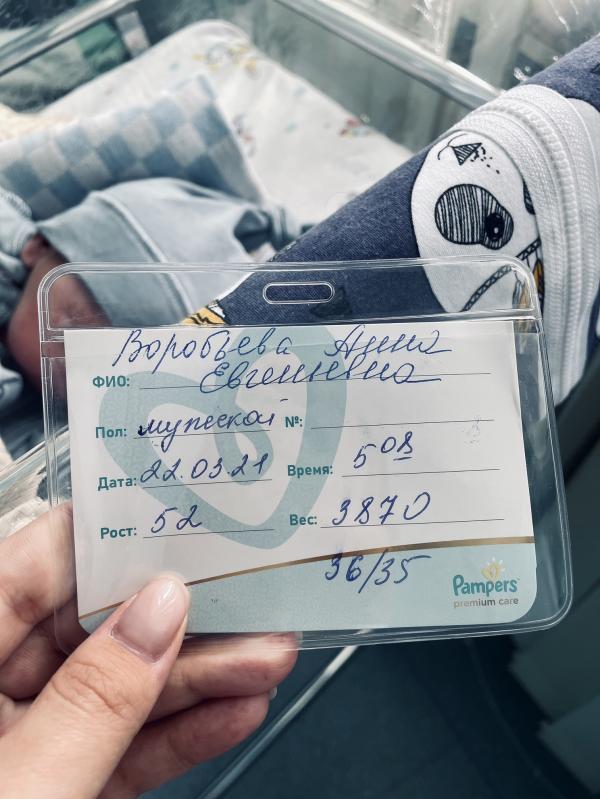 Воробьева Анна
ФИО: Евгеньевна
Пол: мужской №:
Дата: 22.03.21 Время: 5 08
Рост: 52 Вес: 3870
36/35
Pampers
premium care